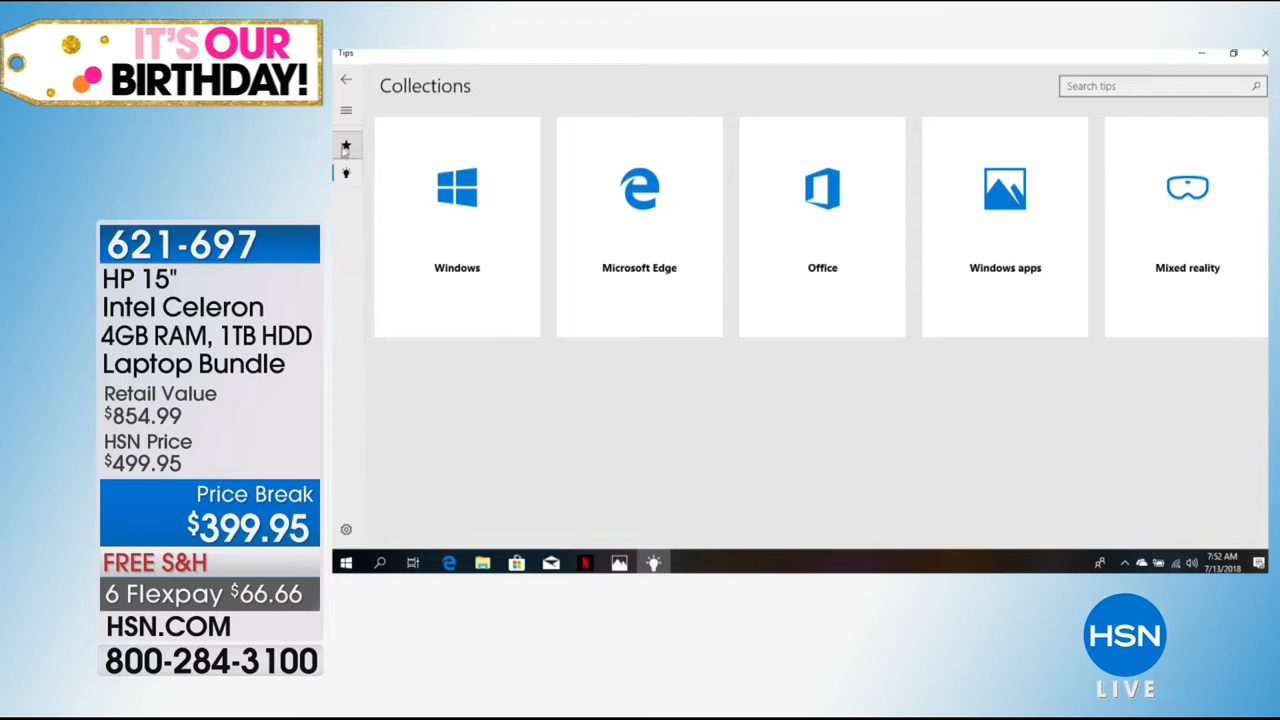 IT'S OUR
BIRTHDAY!
621-697
HP 15"
Intel Celeron
4GB RAM, 1TB HDD
Laptop Bundle
Retail Value
$854.99
HSN Price
$499.95
Price Break
$399.95
FREE S&H
6 Flexpay $66.66
HSN.COM
800-284-3100
Tips
Collections
Search tips
Windows
Microsoft Edge
Office
Windows apps
Mixed reality
N
7:52 AM
7/13/2018
HSN
LIVE